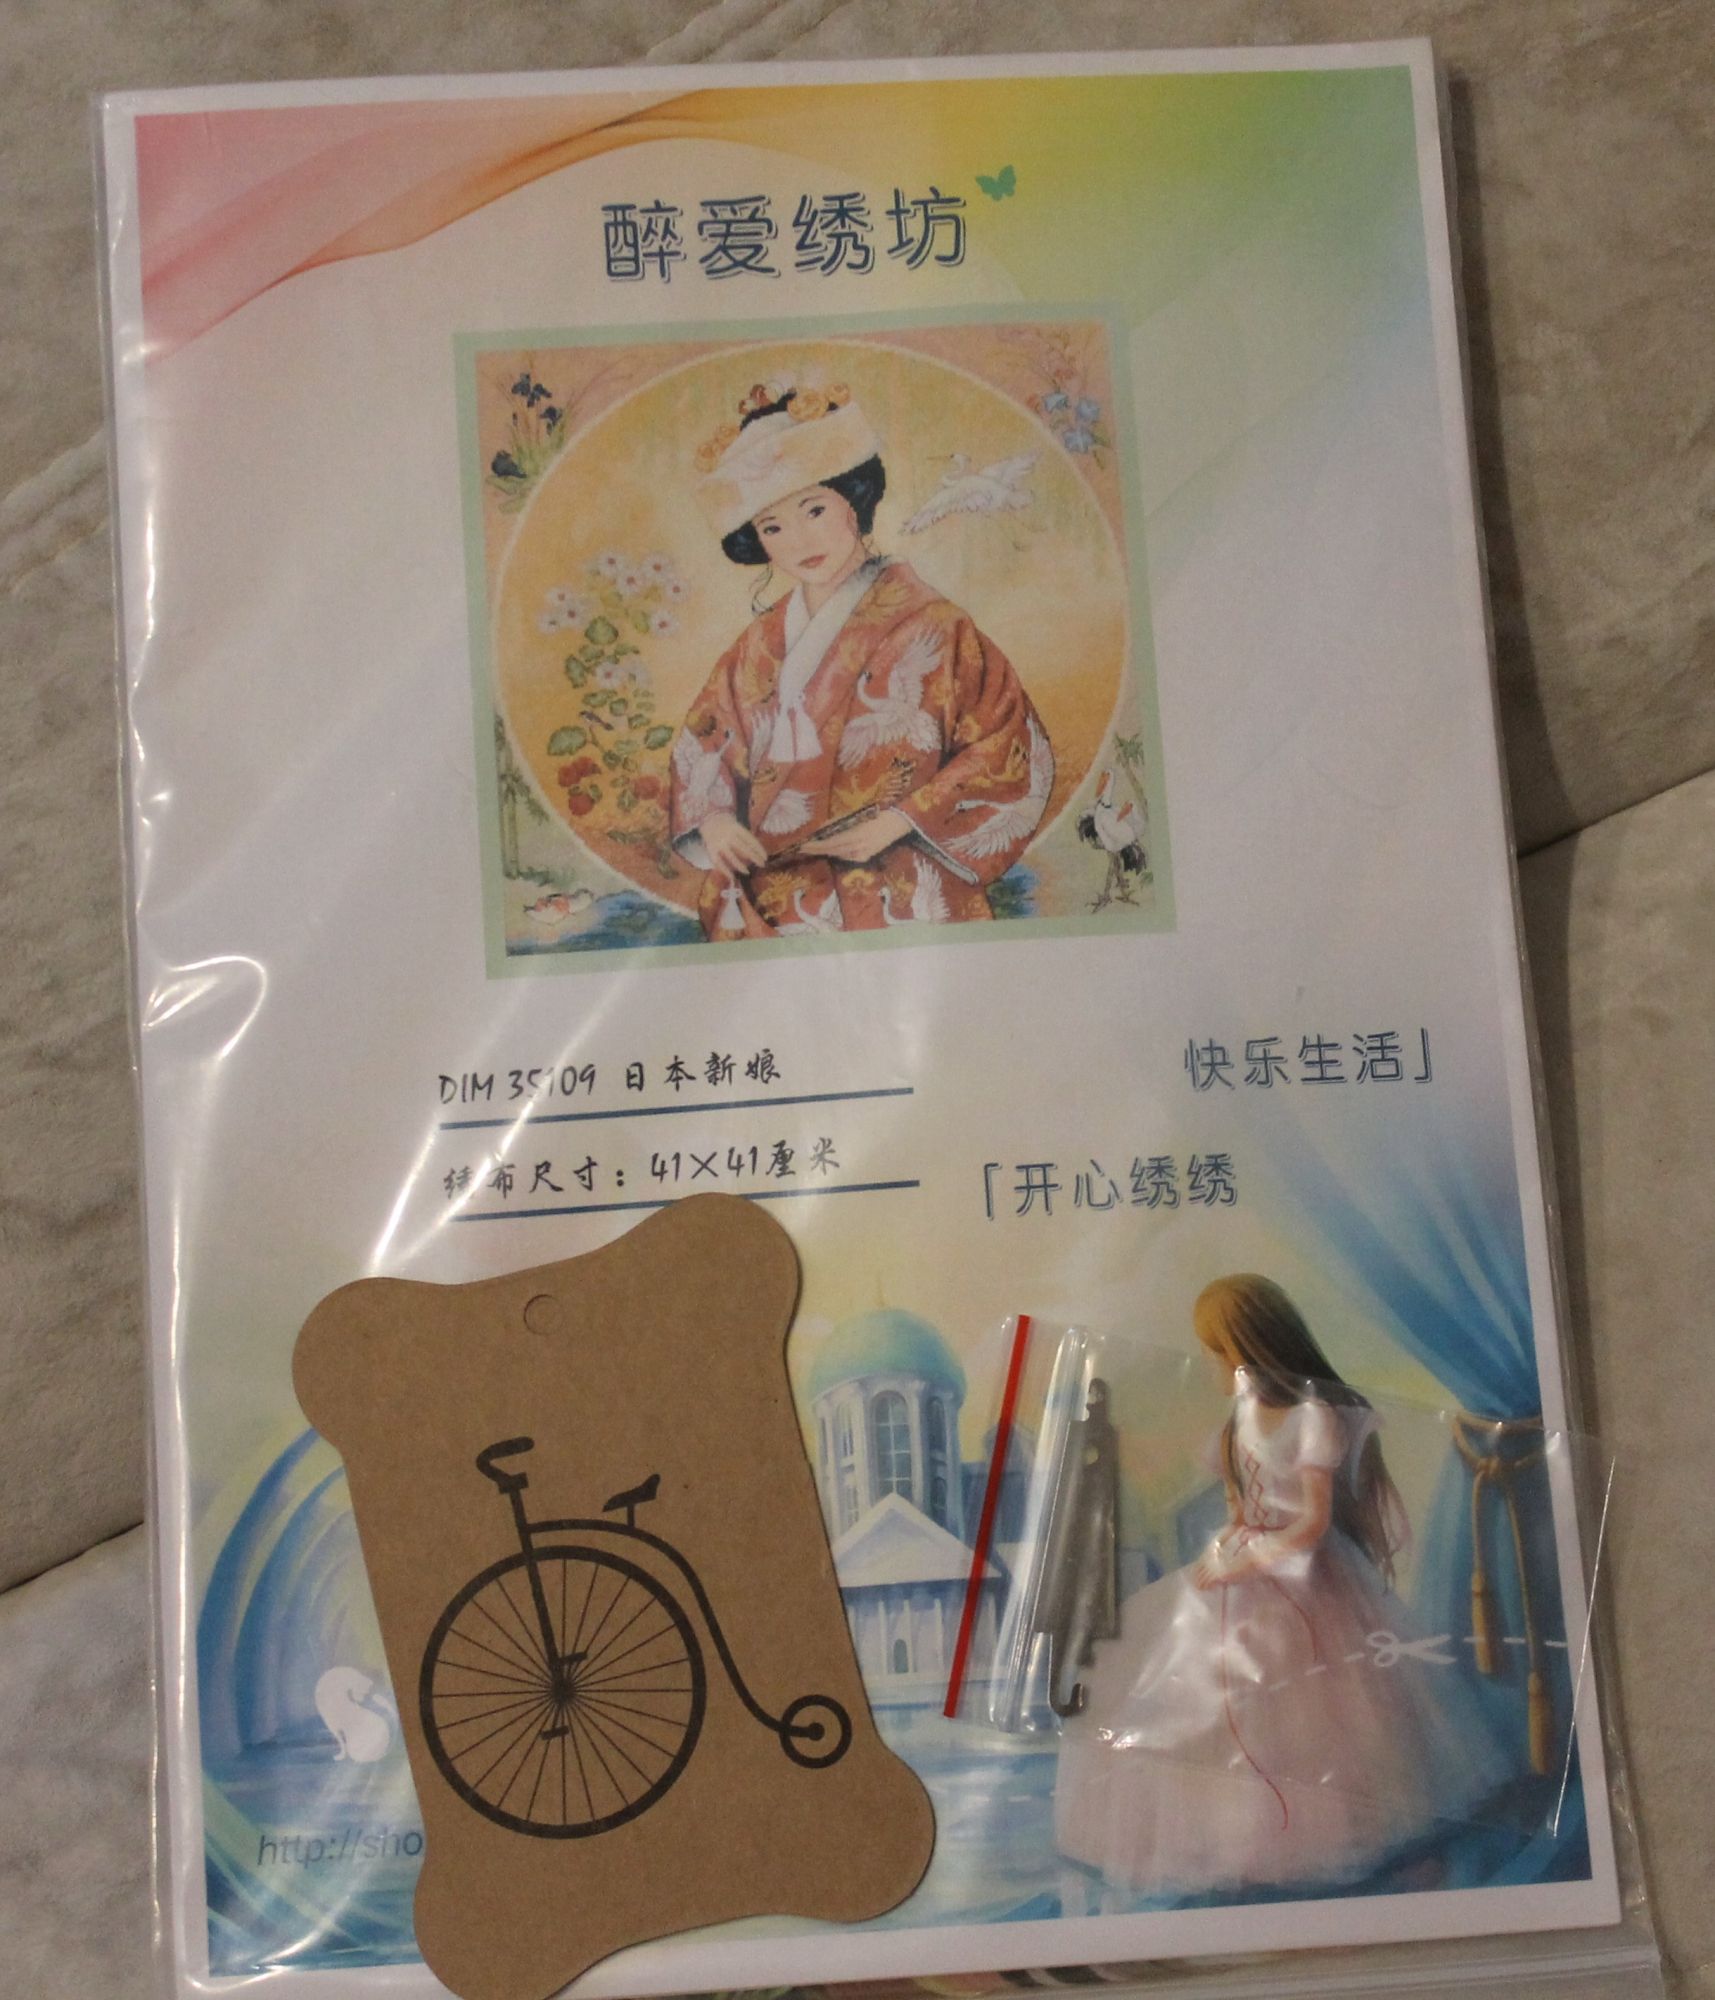 醉爱绣坊
DIM 35109 日本新娘
绣布尺寸：41×41厘米
快乐生活」
「开心绣绣
http://sho